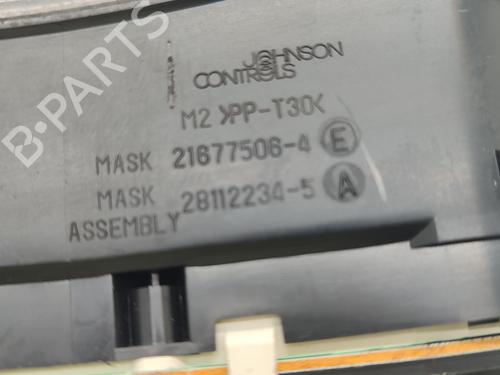 B-PARTS
JOHNSON
CONTROLS
M2 >PP-T30<
MASK 21677506-4 E
MASK 28112234-5 A
ASSEMBLY